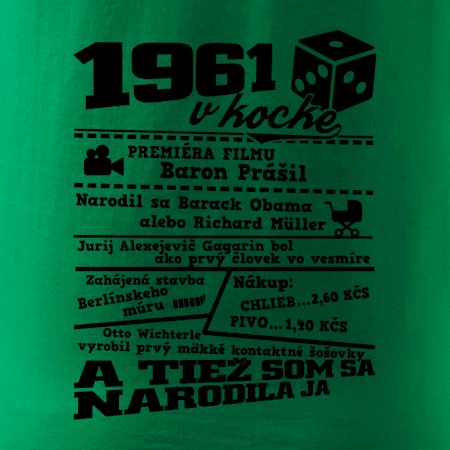 1961
v kocke
PREMIÉRA FILMU
Baron Prášil
Narodil sa Barack Obama
alebo Richard Müller
Jurij Alexejevič Gagarin bol
ako prvý človek vo vesmíre
Zahájená stavba
Berlínskeho
múru
Nákup:
CHLIEB...2,60 KČS
PIVO...1,40 KČS
Otto Wichterle
vyrobil prvý mäkké kontaktné šošovky
A TIEŽ SOM SA
NARODILA JA